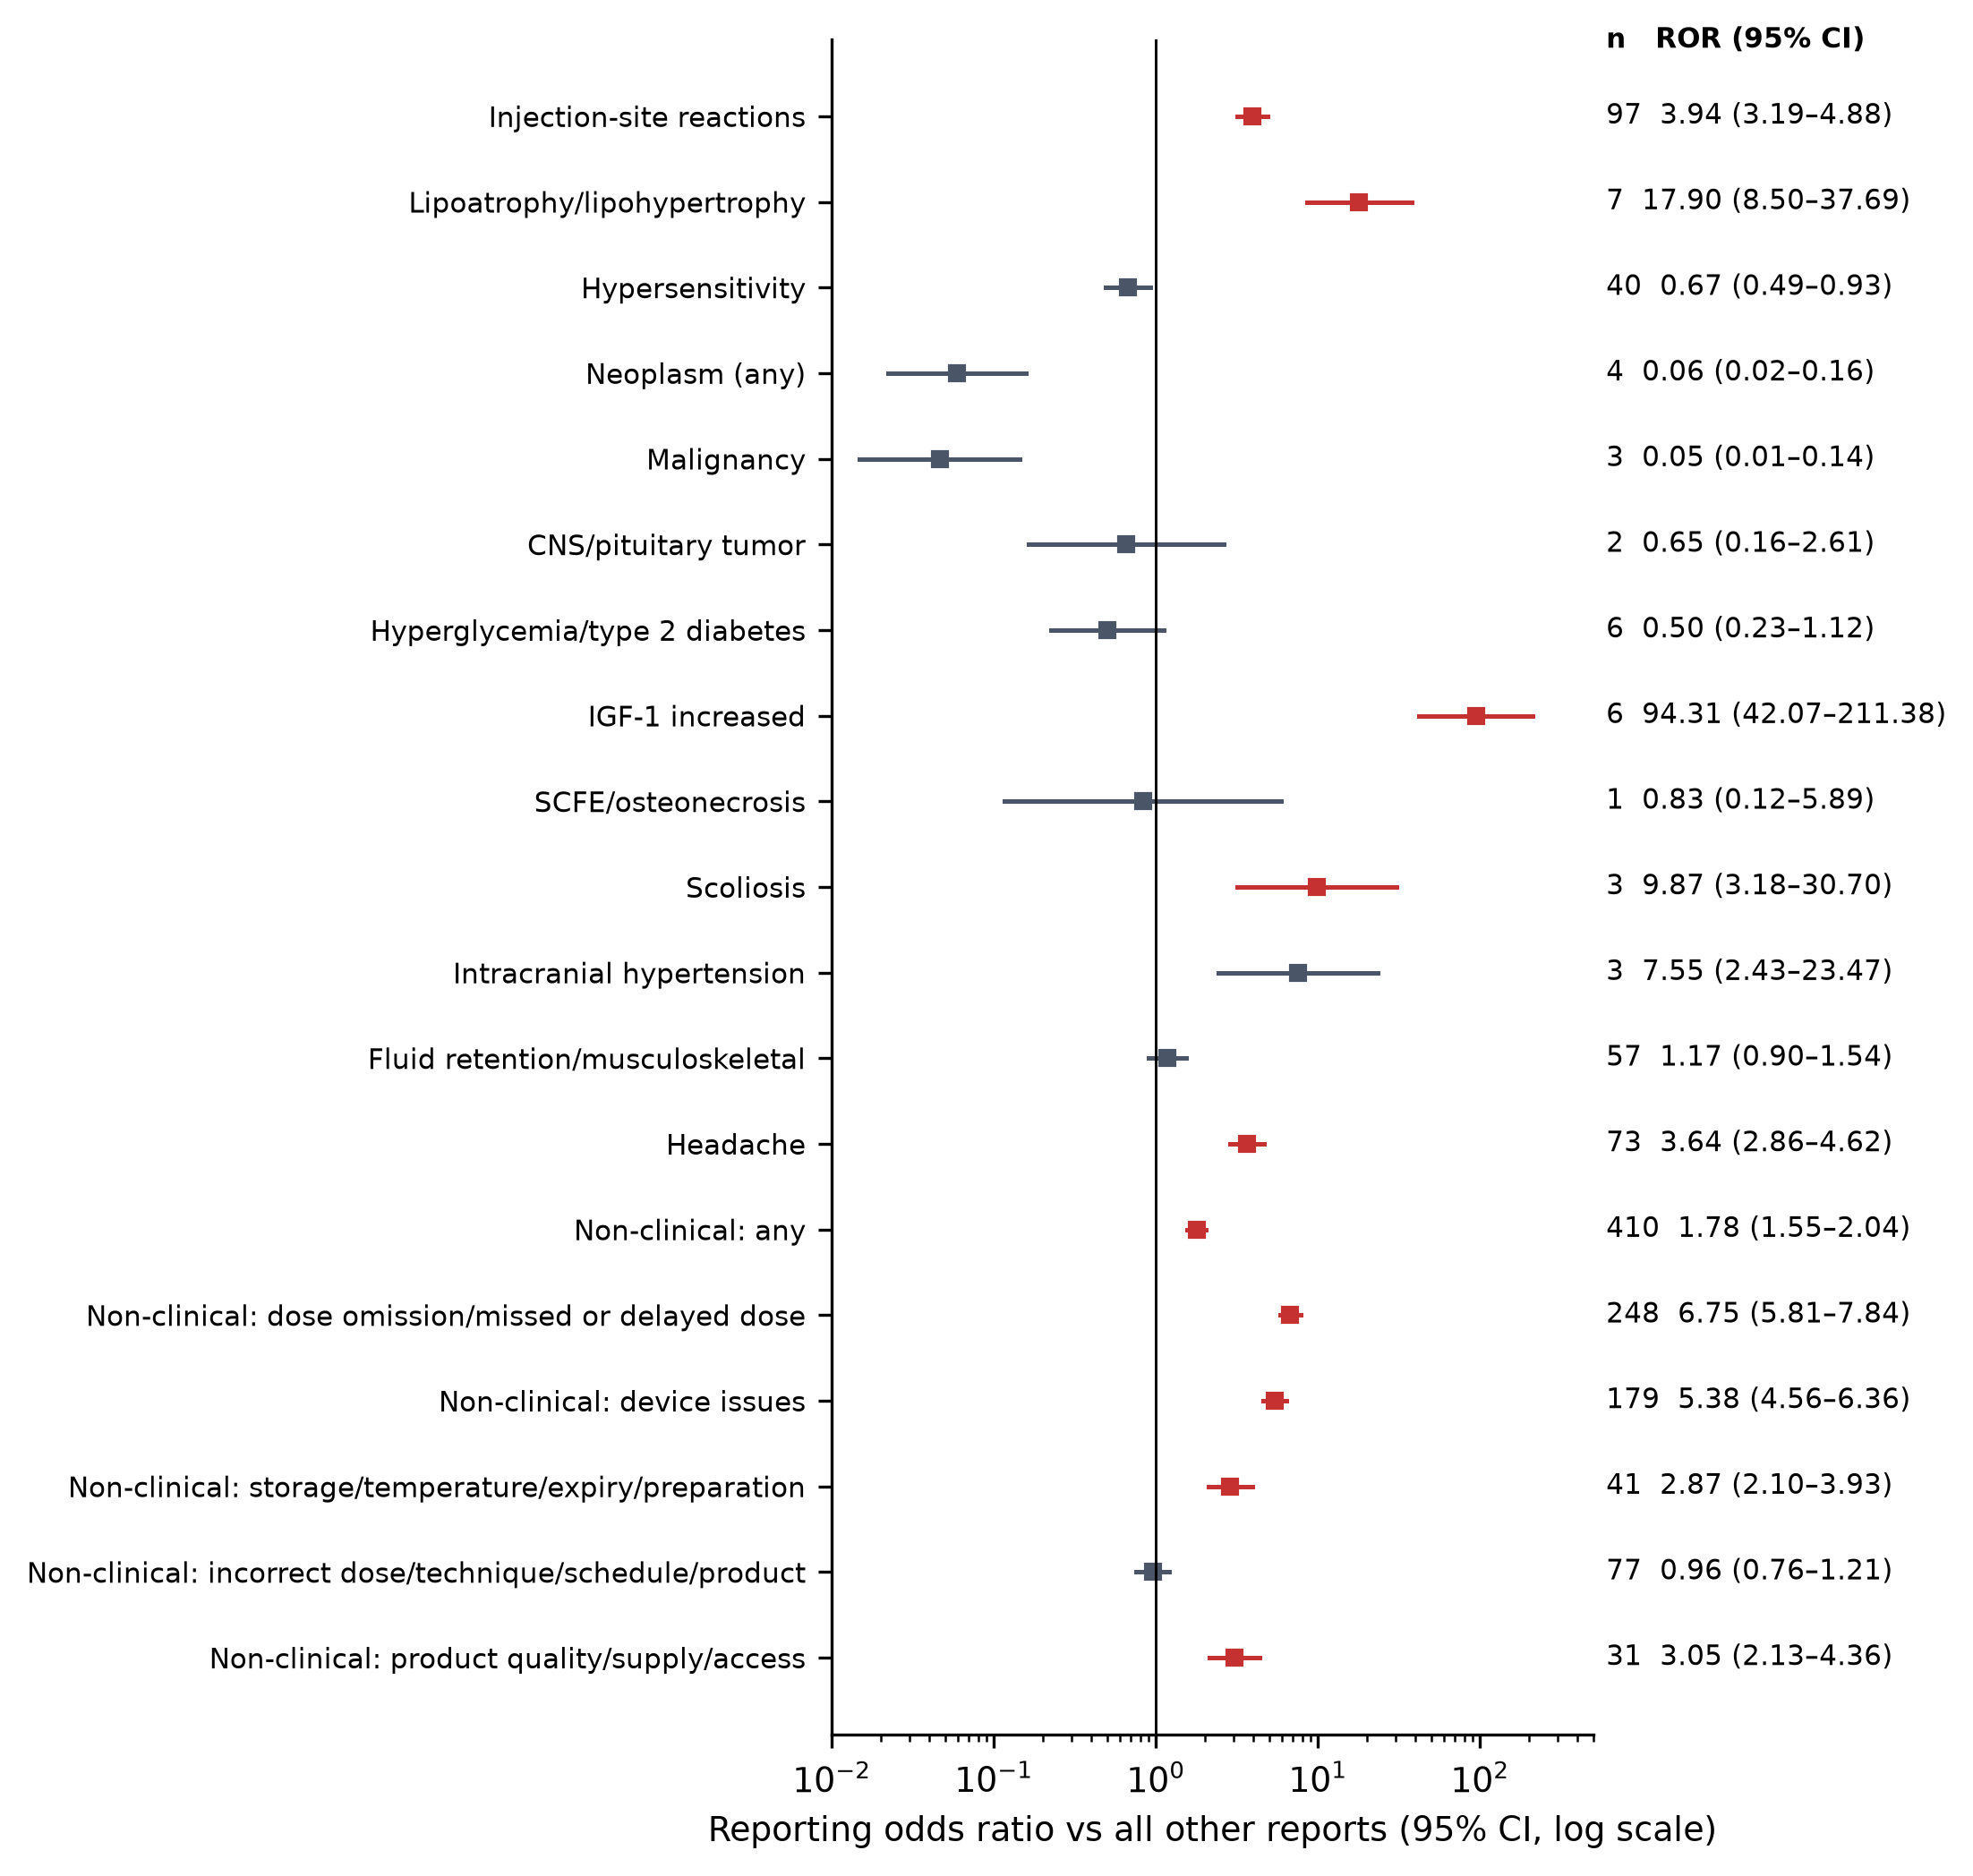 n ROR (95% CI)
Injection-site reactions 97 3.94 (3.19–4.88)
Lipoatrophy/lipohypertrophy 7 17.90 (8.50–37.69)
Hypersensitivity 40 0.67 (0.49–0.93)
Neoplasm (any) 4 0.06 (0.02–0.16)
Malignancy 3 0.05 (0.01–0.14)
CNS/pituitary tumor 2 0.65 (0.16–2.61)
Hyperglycemia/type 2 diabetes 6 0.50 (0.23–1.12)
IGF-1 increased 6 94.31 (42.07–211.38)
SCFE/osteonecrosis 1 0.83 (0.12–5.89)
Scoliosis 3 9.87 (3.18–30.70)
Intracranial hypertension 3 7.55 (2.43–23.47)
Fluid retention/musculoskeletal 57 1.17 (0.90–1.54)
Headache 73 3.64 (2.86–4.62)
Non-clinical: any 410 1.78 (1.55–2.04)
Non-clinical: dose omission/missed or delayed dose 248 6.75 (5.81–7.84)
Non-clinical: device issues 179 5.38 (4.56–6.36)
Non-clinical: storage/temperature/expiry/preparation 41 2.87 (2.10–3.93)
Non-clinical: incorrect dose/technique/schedule/product 77 0.96 (0.76–1.21)
Non-clinical: product quality/supply/access 31 3.05 (2.13–4.36)
10⁻² 10⁻¹ 10⁰ 10¹ 10²
Reporting odds ratio vs all other reports (95% CI, log scale)